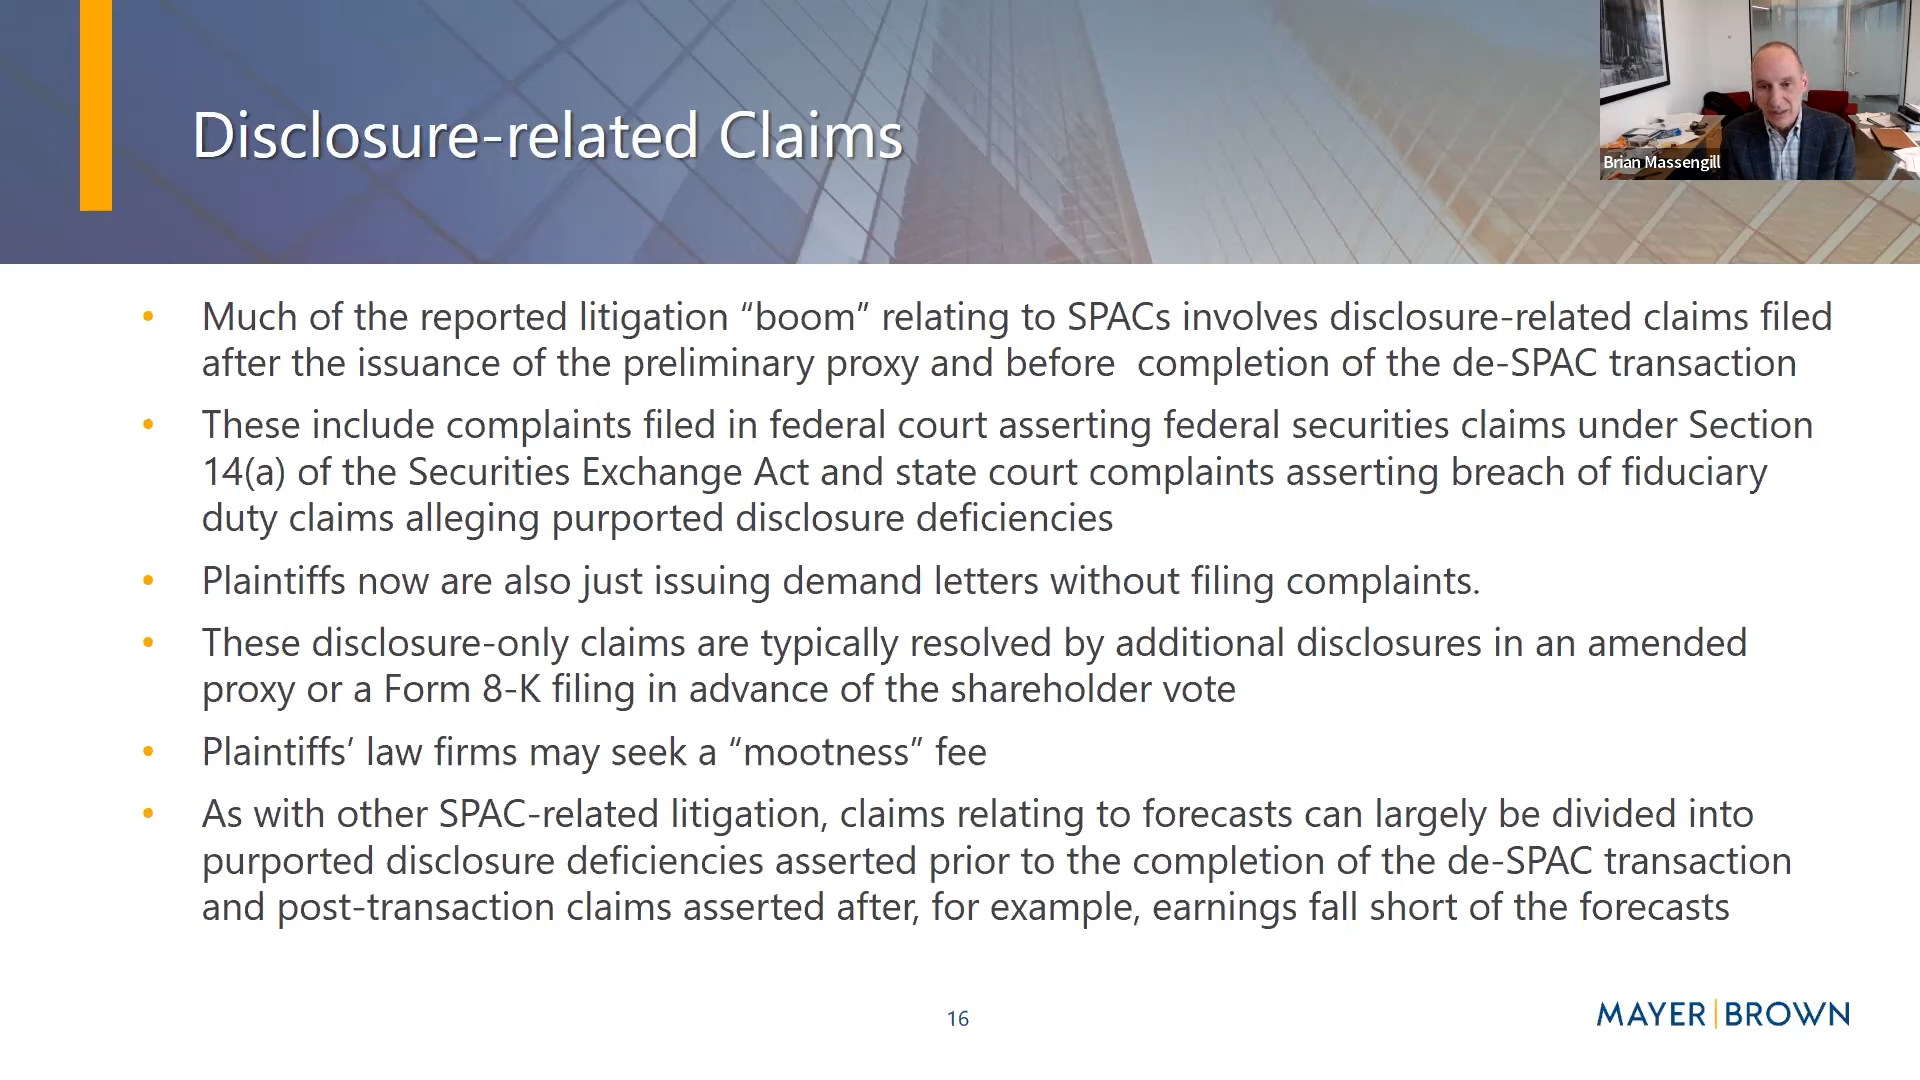 Disclosure-related Claims
Brian Massengill
• Much of the reported litigation “boom” relating to SPACs involves disclosure-related claims filed
after the issuance of the preliminary proxy and before  completion of the de-SPAC transaction
• These include complaints filed in federal court asserting federal securities claims under Section
14(a) of the Securities Exchange Act and state court complaints asserting breach of fiduciary
duty claims alleging purported disclosure deficiencies
• Plaintiffs now are also just issuing demand letters without filing complaints.
• These disclosure-only claims are typically resolved by additional disclosures in an amended
proxy or a Form 8-K filing in advance of the shareholder vote
• Plaintiffs’ law firms may seek a “mootness” fee
• As with other SPAC-related litigation, claims relating to forecasts can largely be divided into
purported disclosure deficiencies asserted prior to the completion of the de-SPAC transaction
and post-transaction claims asserted after, for example, earnings fall short of the forecasts
16
MAYER|BROWN